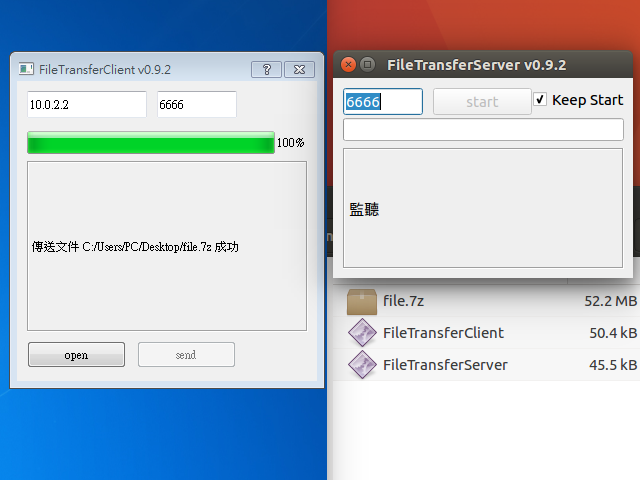 FileTransferClient v0.9.2
10.0.2.2
6666
100%
傳送文件 C:/Users/PC/Desktop/file.7z 成功
open
send
FileTransferServer v0.9.2
6666
start
Keep Start
監聽
file.7z
52.2 MB
FileTransferClient
50.4 kB
FileTransferServer
45.5 kB